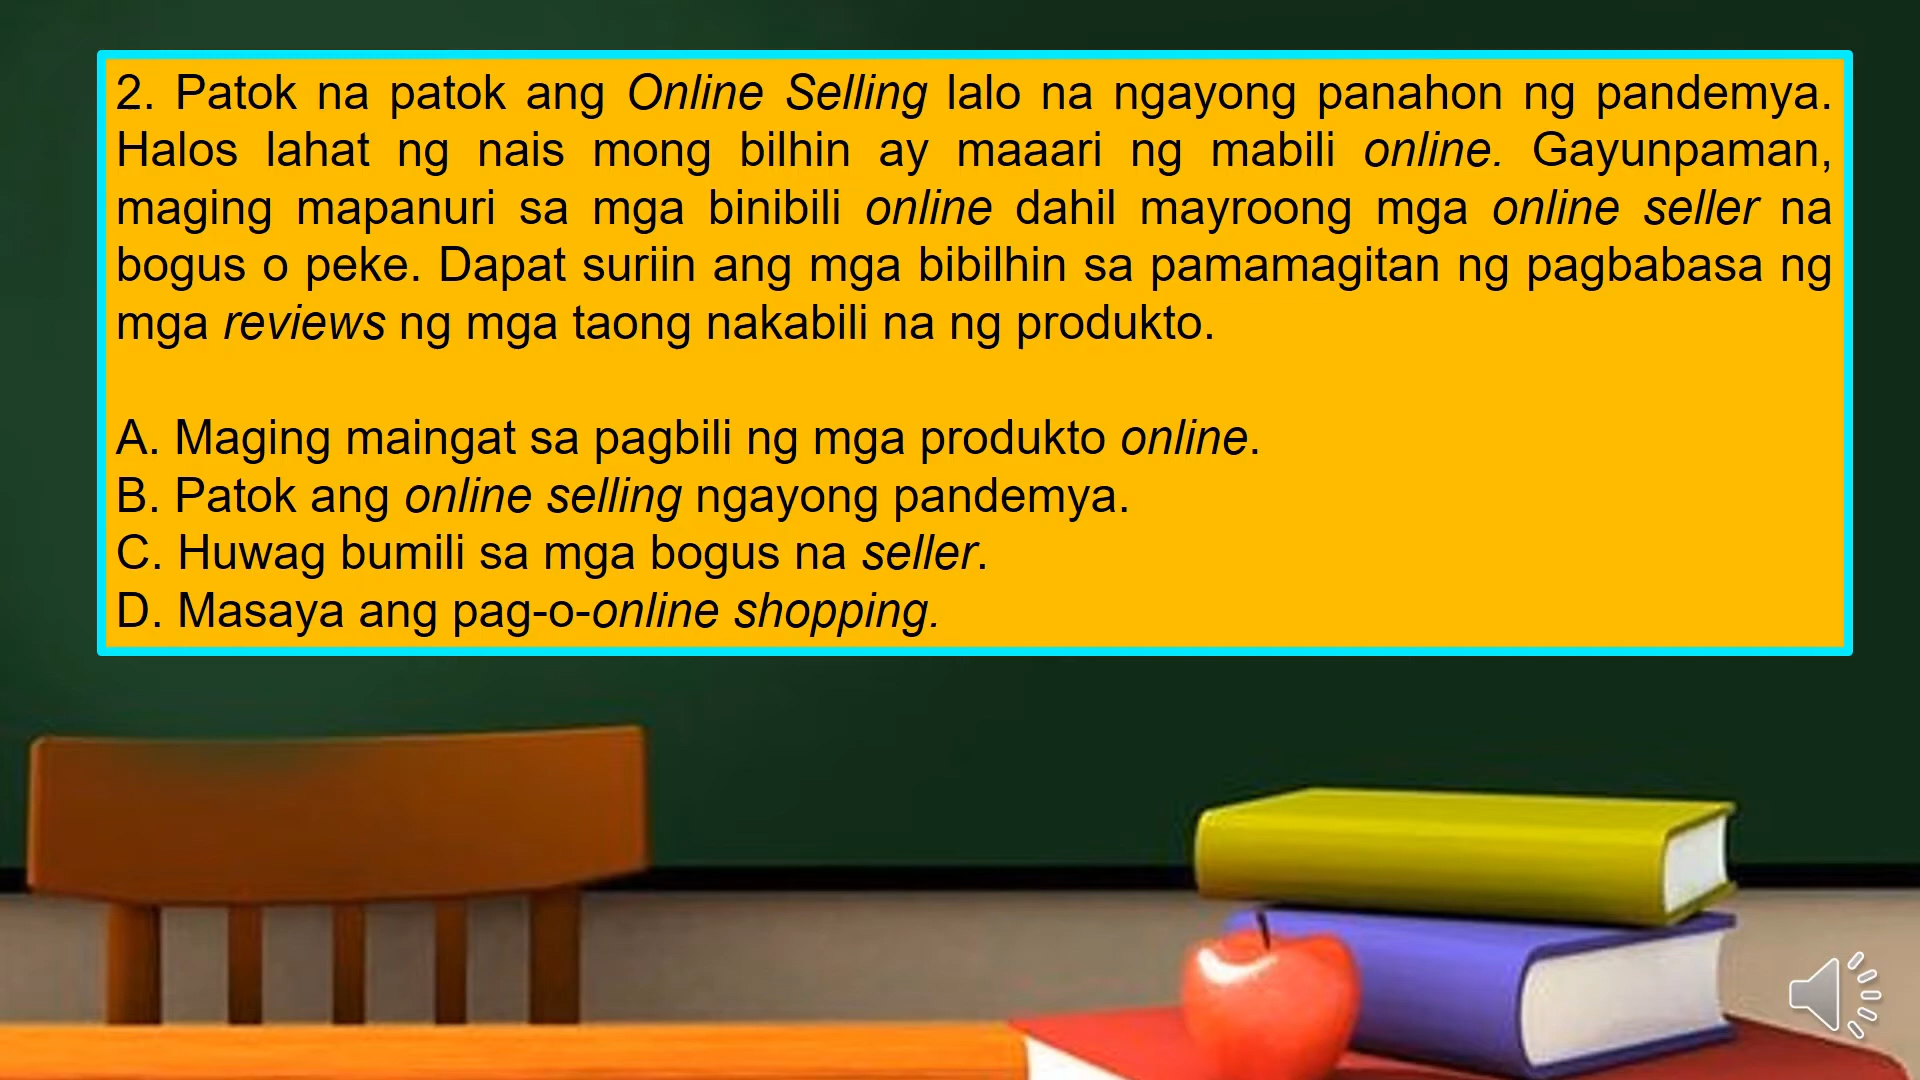 2. Patok na patok ang Online Selling lalo na ngayong panahon ng pandemya.
Halos lahat ng nais mong bilhin ay maaari ng mabili online. Gayunpaman,
maging mapanuri sa mga binibili online dahil mayroong mga online seller na
bogus o peke. Dapat suriin ang mga bibilhin sa pamamagitan ng pagbabasa ng
mga reviews ng mga taong nakabili na ng produkto.
A. Maging maingat sa pagbili ng mga produkto online.
B. Patok ang online selling ngayong pandemya.
C. Huwag bumili sa mga bogus na seller.
D. Masaya ang pag-o-online shopping.